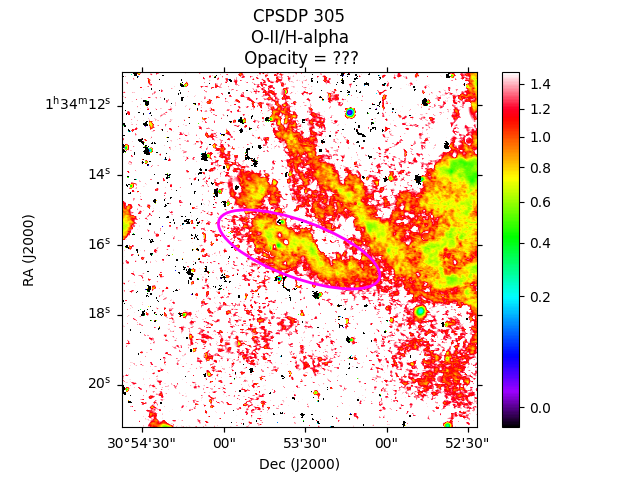 CPSDP 305
O-II/H-alpha
Opacity = ???
1h34m12s
14s
16s
18s
20s
RA (J2000)
30°54'30"
00"
53'30"
00"
52'30"
Dec (J2000)
1.4
1.2
1.0
0.8
0.6
0.4
0.2
0.0